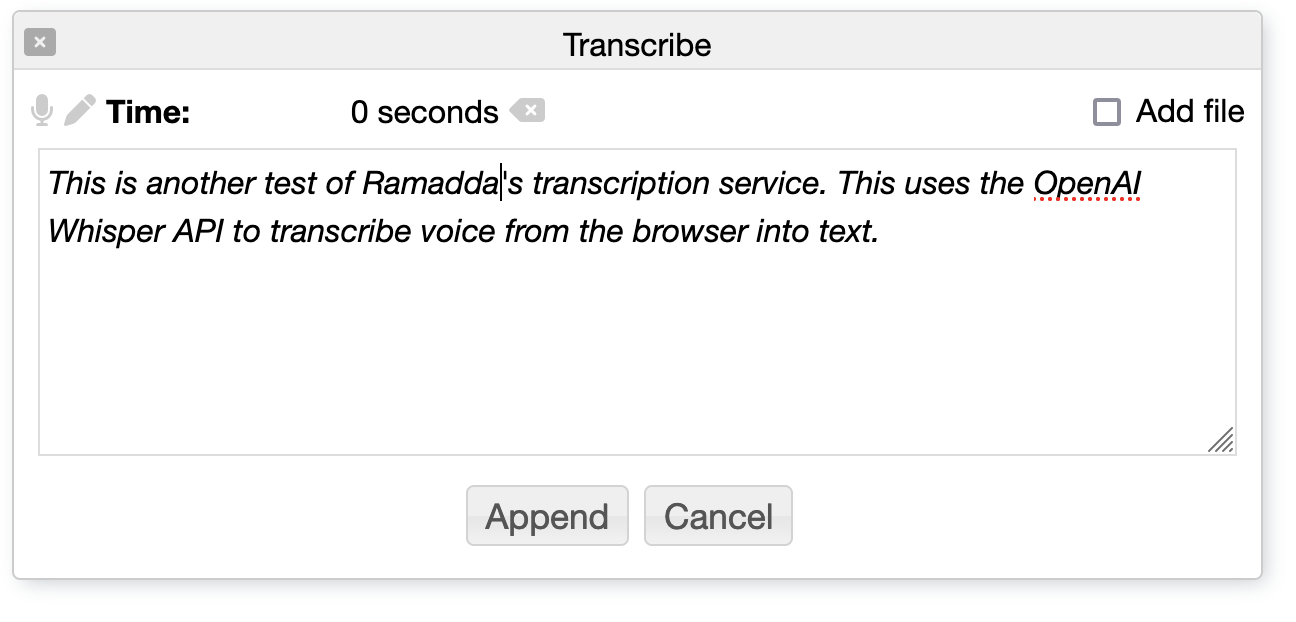 Transcribe
Time: 0 seconds Add file
This is another test of Ramadda's transcription service. This uses the OpenAI
Whisper API to transcribe voice from the browser into text.
Append Cancel